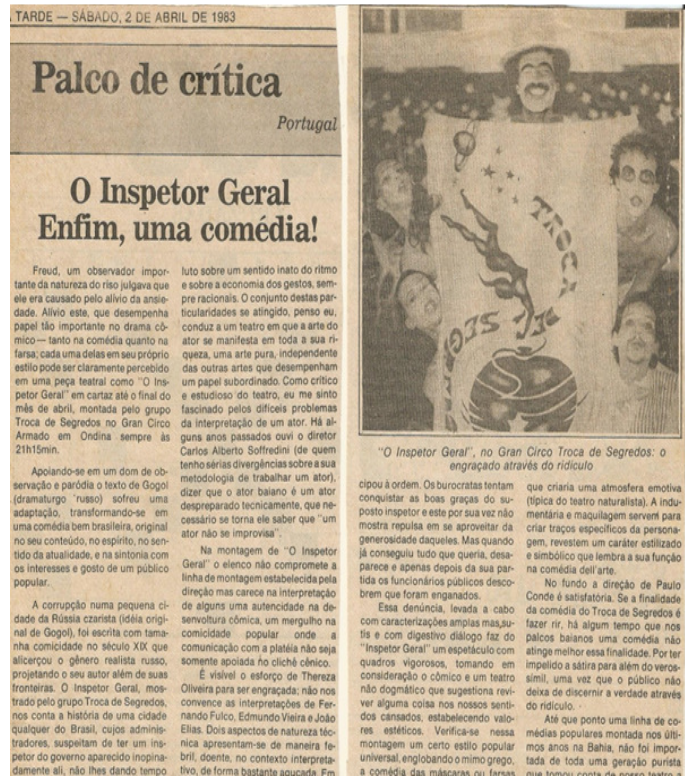 TARDE — SÁBADO, 2 DE ABRIL DE 1983
Palco de crítica
Portugal
O Inspetor Geral
Enfim, uma comédia!
Freud, um observador impor-
tante da natureza do riso julgava que
ele era causado pelo alívio da ansie-
dade. Alívio este, que desempenha
papel tão importante no drama cô-
mico — tanto na comédia quanto na
farsa; cada uma delas em seu próprio
estilo pode ser claramente percebido
em uma peça teatral como "O Ins-
petor Geral" em cartaz até o final do
mês de abril, montada pelo grupo
Troca de Segredos no Gran Circo
Armado em Ondina sempre às
21h15min.
Apoiando-se em um dom de ob-
servação e paródia o texto de Gogol
(dramaturgo 'russo) sofreu uma
adaptação, transformando-se em
uma comédia bem brasileira, original
no seu conteúdo, no espírito, no sen-
tido da atualidade, e na sintonia com
os interesses e gosto de um público
popular.
A corrupção numa pequena ci-
dade da Rússia czarista (idéia origi-
nal de Gogol), foi escrita com tama-
nha comicidade no século XIX que
alicerçou o gênero realista russo,
projetando o seu autor além de suas
fronteiras. O Inspetor Geral, mos-
trado pelo grupo Troca de Segredos,
nos conta a história de uma cidade
qualquer do Brasil, cujos adminis-
tradores, suspeitam de ter um ins-
petor do governo aparecido inopina-
damente ali, não lhes dando tempo
luto sobre um sentido inato do ritmo
e sobre a economia dos gestos, sem-
pre racionais. O conjunto destas par-
ticularidades se atingido, penso eu,
conduz a um teatro em que a arte do
ator se manifesta em toda a sua ri-
queza, uma arte pura, independente
das outras artes que desempenham
um papel subordinado. Como crítico
e estudioso do teatro, eu me sinto
fascinado pelos difíceis problemas
da interpretação de um ator. Há al-
guns anos passados ouvi o diretor
Carlos Alberto Soffredini (de quem
tenho sérias divergências sobre a sua
metodologia de trabalhar um ator),
dizer que o ator baiano é um ator
despreparado tecnicamente, que ne-
cessário se torna ele saber que "um
ator não se improvisa".
Na montagem de "O Inspetor
Geral" o elenco não compromete a
linha de montagem estabelecida pela
direção mas carece na interpretação
de alguns uma autencidade na de-
senvoltura cômica, um mergulho na
comicidade popular onde a
comunicação com a platéia não seja
somente apoiada no clichê cênico.
É visível o esforço de Thereza
Oliveira para ser engraçada; não nos
convence as interpretações de Fer-
nando Fulco, Edmundo Vieira e João
Elias. Dois aspectos de natureza téc-
nica apresentam-se de maneira fe-
bril, doente, no contexto interpreta-
tivo, de forma bastante aguçada. Em
TROCA
DE SEGRE
"O Inspetor Geral", no Gran Circo Troca de Segredos: o
engraçado através do ridículo
cipou à ordem. Os burocratas tentam
conquistar as boas graças do su-
posto inspetor e este por sua vez não
mostra repulsa em se aproveitar da
generosidade daqueles. Mas quando
já conseguiu tudo que queria, desa-
parece e apenas depois da sua par-
tida os funcionários públicos desco-
brem que foram enganados.
Essa denúncia, levada a cabo
com caracterizações amplas mas,su-
tis e com digestivo diálogo faz do
"Inspetor Geral" um espetáculo com
quadros vigorosos, tomando em
consideração o cômico e um teatro
não dogmático que sugestiona revi-
ver alguma coisa nos nossos senti-
dos cansados, estabelecendo valo-
res estéticos. Verifica-se nessa
montagem um certo estilo popular
universal, englobando o mimo grego,
a comédia das máscaras ou farsas
que criaria uma atmosfera emotiva
(típica do teatro naturalista). A indu-
mentária e maquilagem servem para
criar traços específicos da persona-
gem, revestem um caráter estilizado
e simbólico que lembra a sua função
na comédia dell'arte.
No fundo a direção de Paulo
Conde é satisfatória. Se a finalidade
da comédia do Troca de Segredos é
fazer rir, há algum tempo que nos
palcos baianos uma comédia não
atinge melhor essa finalidade. Por ter
impelido a sátira para além do veros-
símil, uma vez que o público não
deixa de discernir a verdade através
do ridículo.
Até que ponto uma linha de co-
médias populares montada nos últi-
mos anos na Bahia, não foi impor-
tada de toda uma geração purista